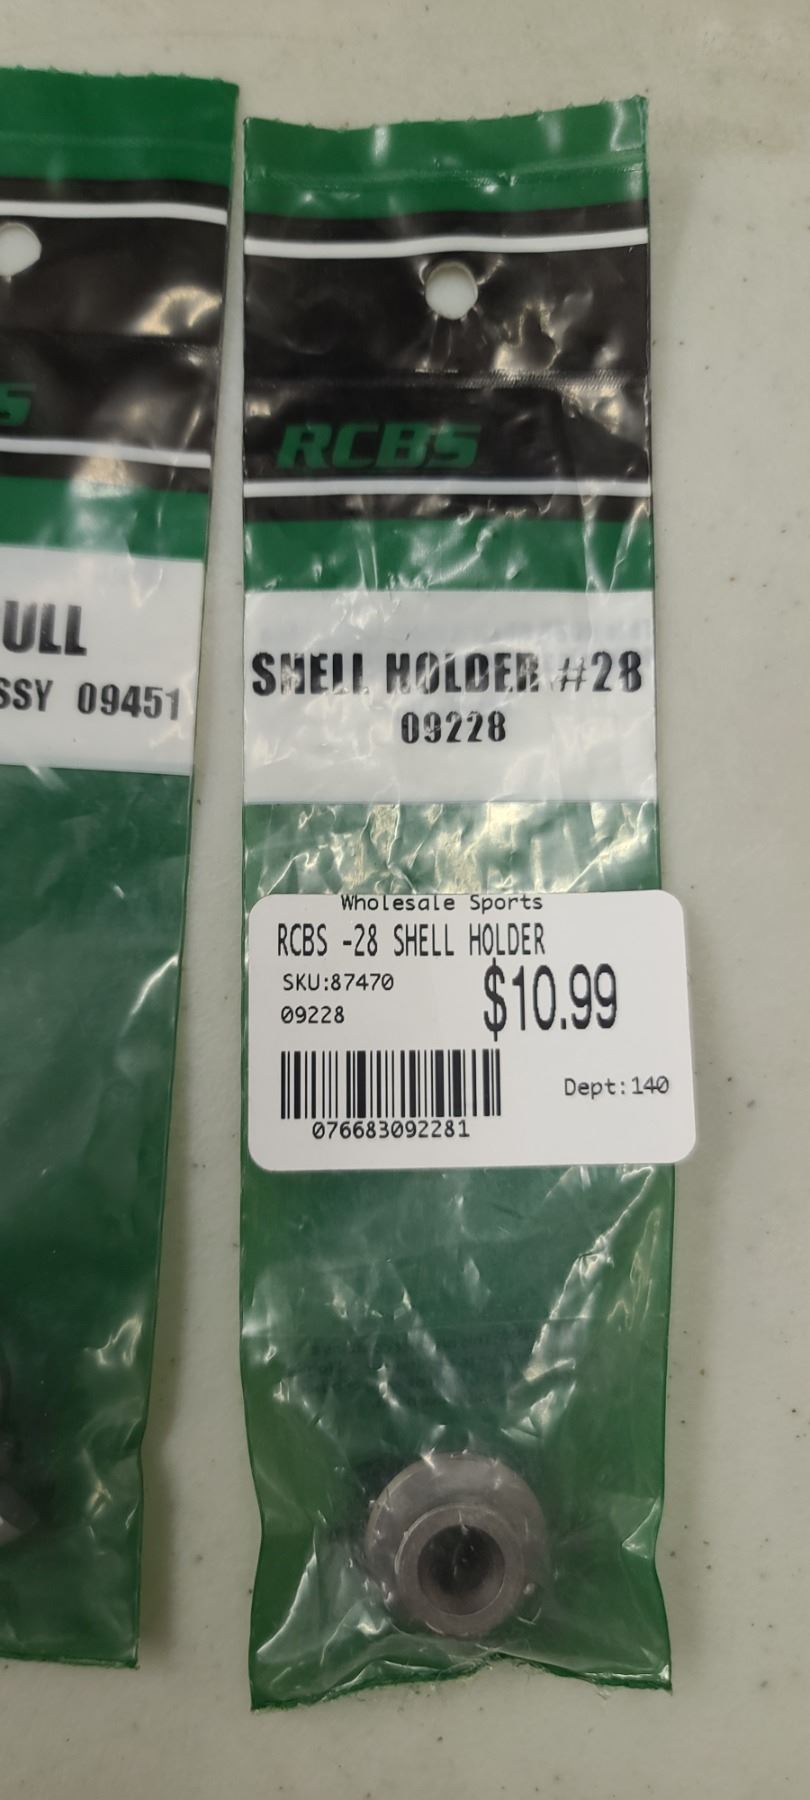 S
ULL
SSY 09451
RCBS
SHELL HOLDER #28
09228
Wholesale Sports
RCBS -28 SHELL HOLDER
SKU:87470
$10.99
09228
Dept:140
076683092281